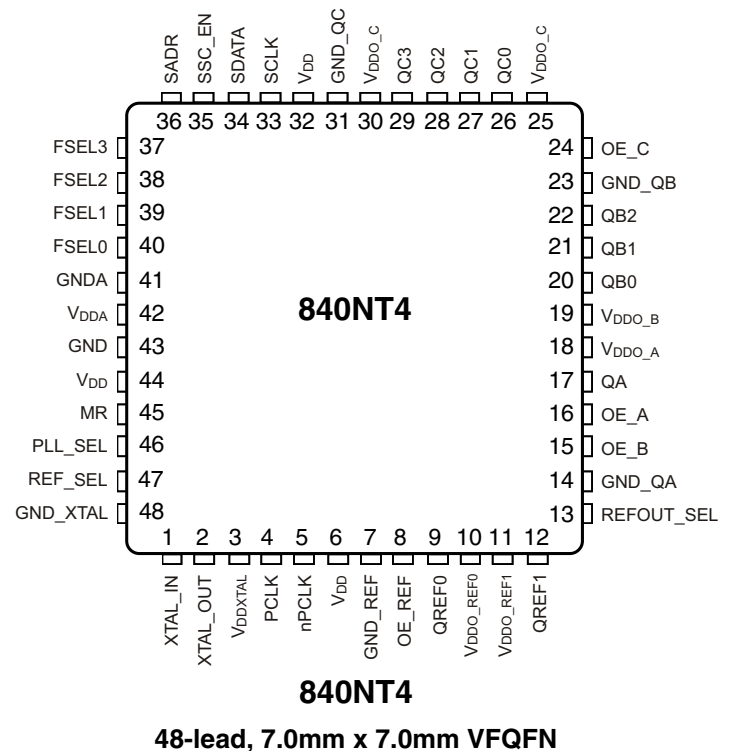 SADR
SSC_EN
SDATA
SCLK
VDD
GND_QC
VDDO_C
QC3
QC2
QC1
QC0
VDDO_C
36 35 34 33 32 31 30 29 28 27 26 25
FSEL3 37
FSEL2 38
FSEL1 39
FSEL0 40
GNDA 41
VDDA 42
GND 43
VDD 44
MR 45
PLL_SEL 46
REF_SEL 47
GND_XTAL 48
840NT4
24 OE_C
23 GND_QB
22 QB2
21 QB1
20 QB0
19 VDDO_B
18 VDDO_A
17 QA
16 OE_A
15 OE_B
14 GND_QA
13 REFOUT_SEL
1 2 3 4 5 6 7 8 9 10 11 12
XTAL_IN
XTAL_OUT
VDDXTAL
PCLK
nPCLK
VDD
GND_REF
OE_REF
QREF0
VDDO_REF0
VDDO_REF1
QREF1
840NT4
48-lead, 7.0mm x 7.0mm VFQFN